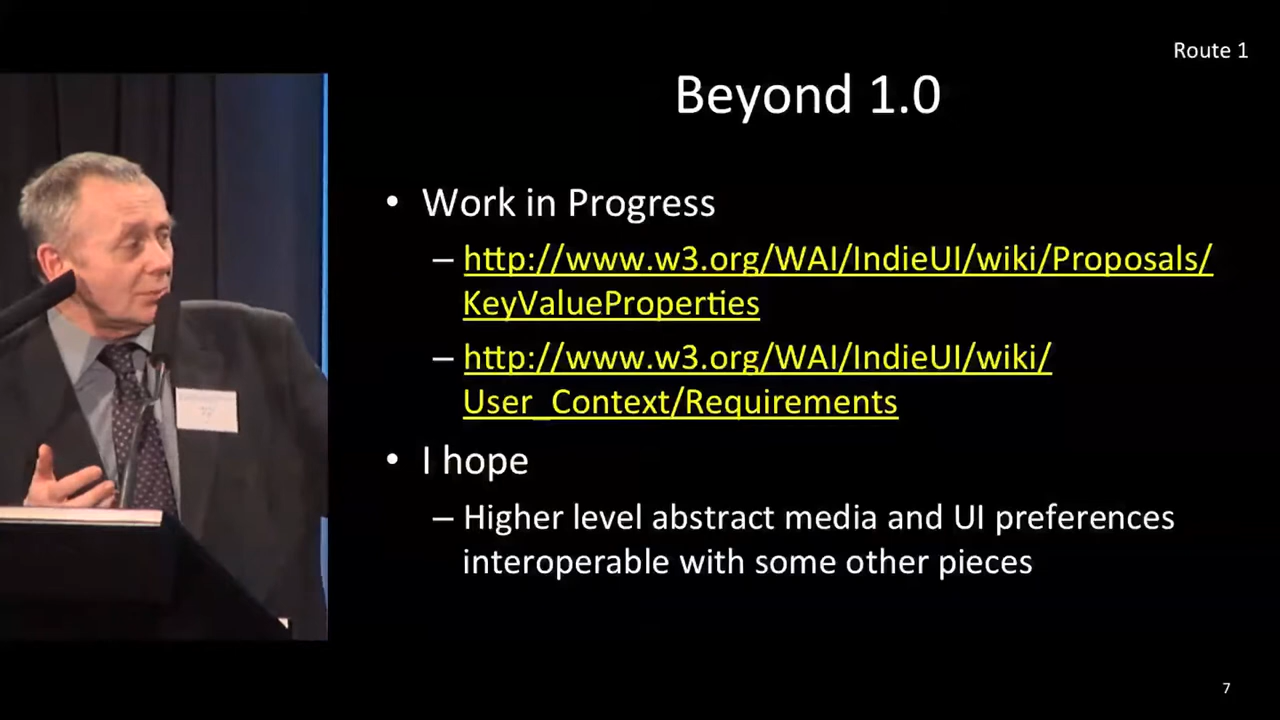 Route 1
Beyond 1.0
• Work in Progress
– http://www.w3.org/WAI/IndieUI/wiki/Proposals/
KeyValueProperties
– http://www.w3.org/WAI/IndieUI/wiki/
User_Context/Requirements
• I hope
– Higher level abstract media and UI preferences
interoperable with some other pieces
7